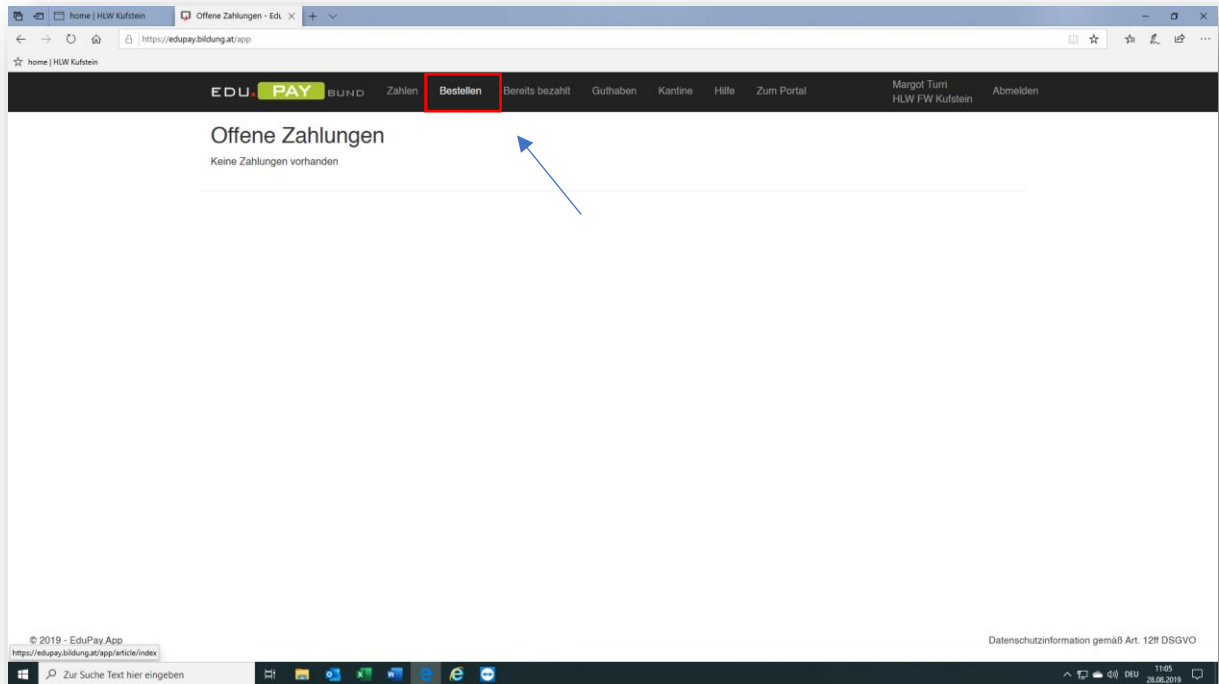 home | HLW Kufstein
Offene Zahlungen - Edu
https://edupay.bildung.at/app
home | HLW Kufstein
EDU. PAY BUND Zahlen Bestellen Bereits bezahlt Guthaben Kantine Hilfe Zum Portal Margot Turri HLW FW Kufstein Abmelden
Offene Zahlungen
Keine Zahlungen vorhanden
© 2019 - EduPay.App Datenschutzinformation gemäß Art. 12ff DSGVO
https://edupay.bildung.at/app/article/index
Zur Suche Text hier eingeben DEU 11:05
28.08.2019